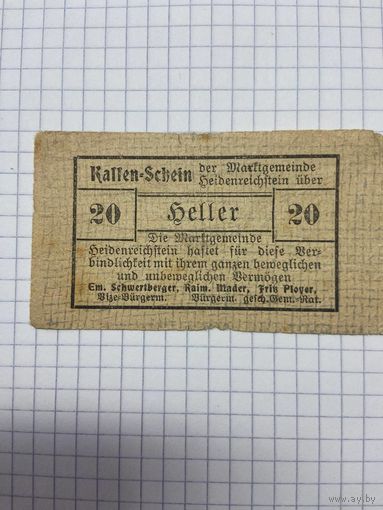 Kassen-Schein der Marktgemeinde
Heidenreichstein über
20 Heller 20
Die Marktgemeinde
Heidenreichstein haftet für diese Ver-
bindlichkeit mit ihrem ganzen beweglichen
und unbeweglichen Vermögen
Em. Schwertberger, Raim. Mader, Fritz Ployer,
Vize-Bürgerm. Bürgerm. gesch. Gem.-Rat.
www.ay.by